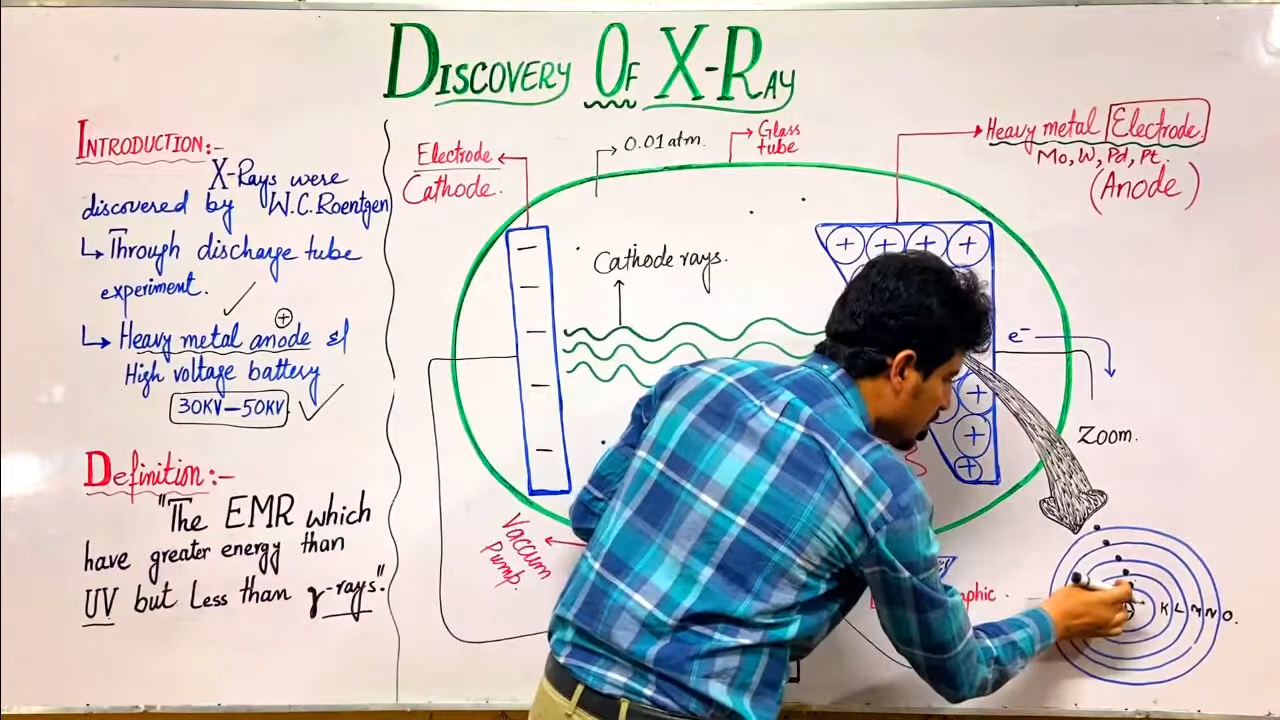 DISCOVERY OF X-RAY
INTRODUCTION:-
X-Rays were
discovered by W.C.Roentgen
↳ Through discharge tube
experiment.
↳ Heavy metal anode &
High voltage battery
30KV-50KV
Definition:-
"The EMR which
have greater energy than
UV but Less than γ-rays".
Electrode
Cathode.
0.01 atm.
Glass
tube
Heavy metal Electrode
Mo, W, Pd, Pt.
(Anode)
Cathode rays.
e-
Zoom.
Vaccum
Pump.
K L M N O.